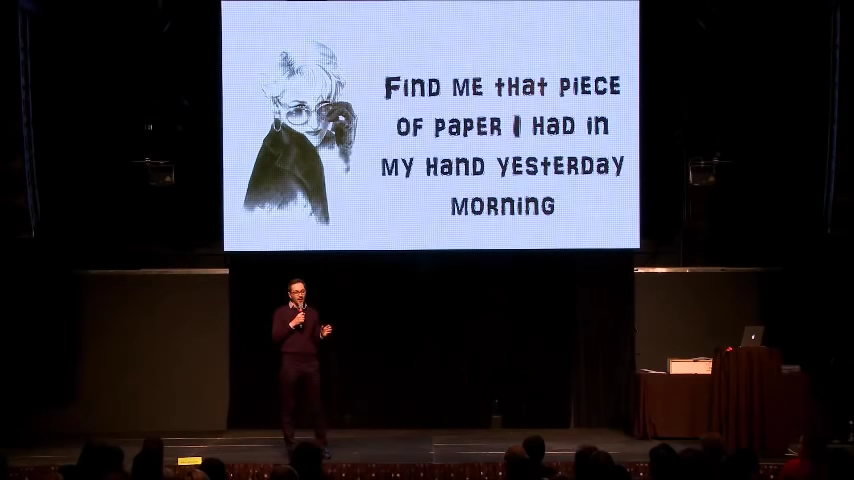 Find me that piece
of paper I had in
my hand yesterday
morning